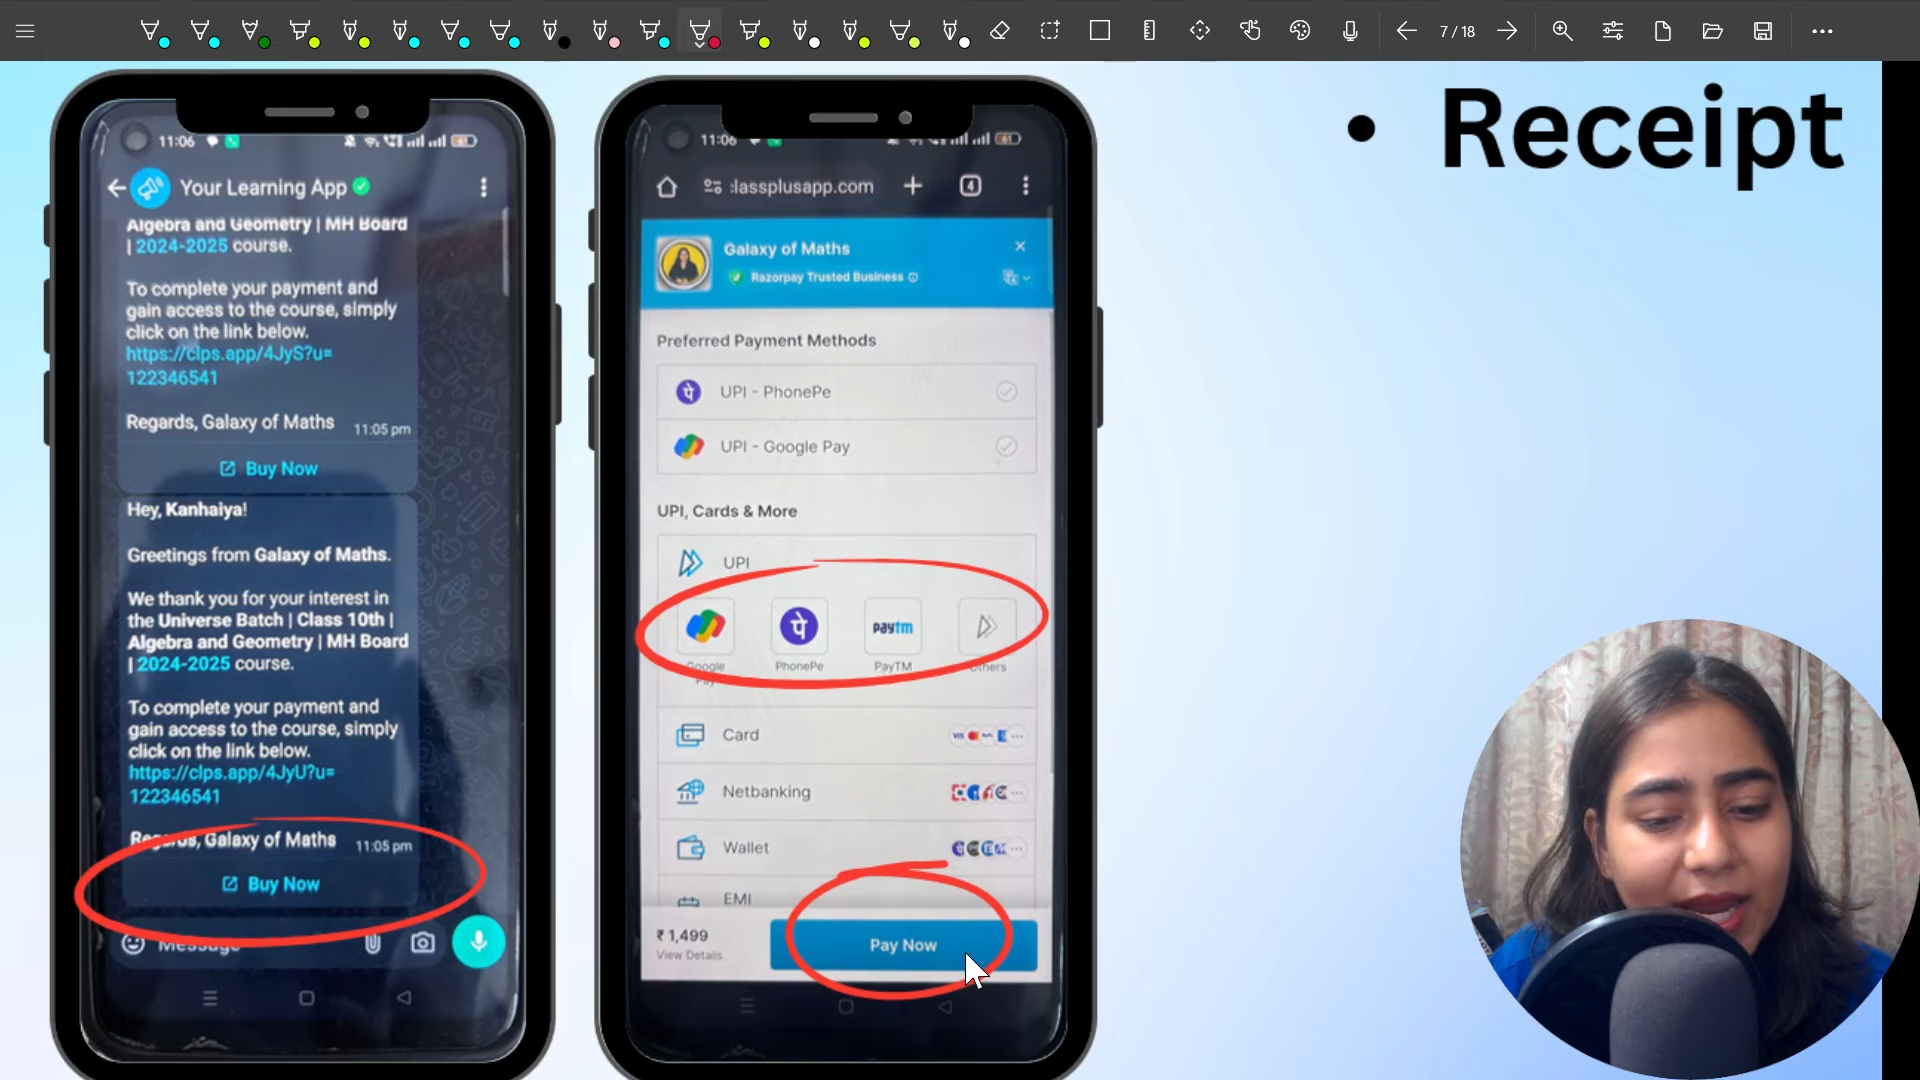 7 / 18
• Receipt
11:06
Your Learning App
Algebra and Geometry | MH Board
| 2024-2025 course.
To complete your payment and
gain access to the course, simply
click on the link below.
https://clps.app/4JyS?u=
122346541
Regards, Galaxy of Maths
11:05 pm
Buy Now
Hey, Kanhaiya!
Greetings from Galaxy of Maths.
We thank you for your interest in
the Universe Batch | Class 10th |
Algebra and Geometry | MH Board
| 2024-2025 course.
To complete your payment and
gain access to the course, simply
click on the link below.
https://clps.app/4JyU?u=
122346541
Regards, Galaxy of Maths
11:05 pm
Buy Now
Message
11:06
:lassplusapp.com
4
Galaxy of Maths
Razorpay Trusted Business
Preferred Payment Methods
पे UPI - PhonePe
UPI - Google Pay
UPI, Cards & More
UPI
पे
paytm
Google Pay
PhonePe
PayTM
Others
Card
VISA
Netbanking
Wallet
EMI
₹ 1,499
View Details
Pay Now